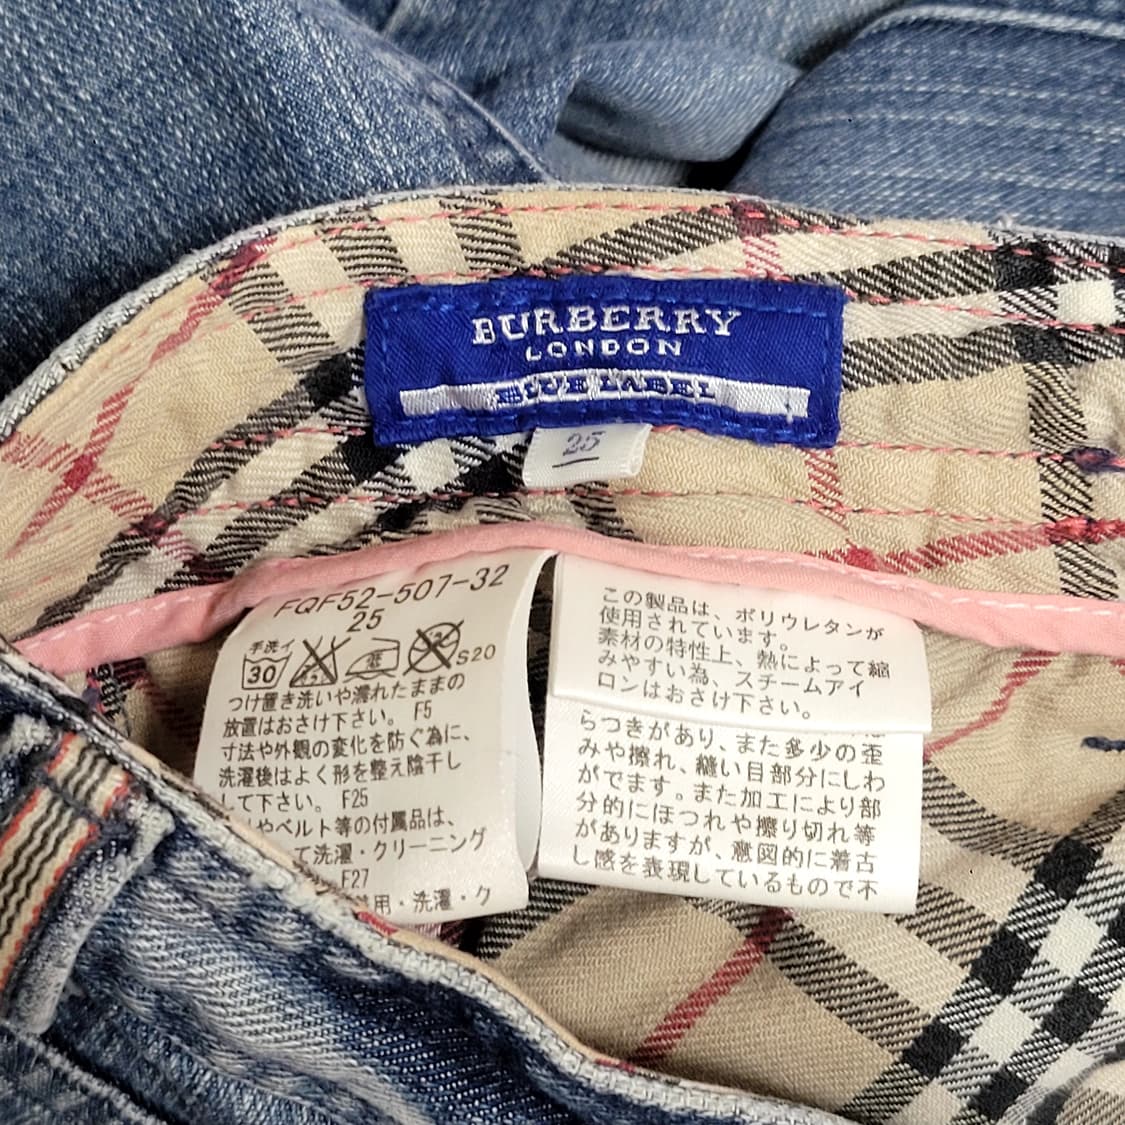 BURBERRY
LONDON
BLUE LABEL
25
FQF52-507-32
25
手洗イ
30
S20
つけ置き洗いや濡れたままの
放置はおさけ下さい。 F5
寸法や外観の変化を防ぐ為に、
洗濯後はよく形を整え陰干し
して下さい。 F25
やベルト等の付属品は、
て洗濯・クリーニング
F27
用・洗濯・ク
この製品は、ポリウレタンが
使用されています。
素材の特性上、熱によって縮
みやすい為、スチームアイ
ロンはおさけ下さい。
らつきがあり、また多少の歪
みや擦れ、縫い目部分にしわ
がでます。また加工により部
分的にほつれや擦り切れ等
がありますが、意図的に着古
し感を表現しているもので不